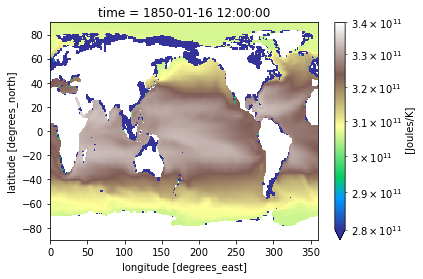 time = 1850-01-16 12:00:00
80
60
40
20
0
−20
−40
−60
−80
latitude [degrees_north]
0 50 100 150 200 250 300 350
longitude [degrees_east]
3.4 × 10¹¹
3.3 × 10¹¹
3.2 × 10¹¹
3.1 × 10¹¹
3 × 10¹¹
2.9 × 10¹¹
2.8 × 10¹¹
[Joules/K]